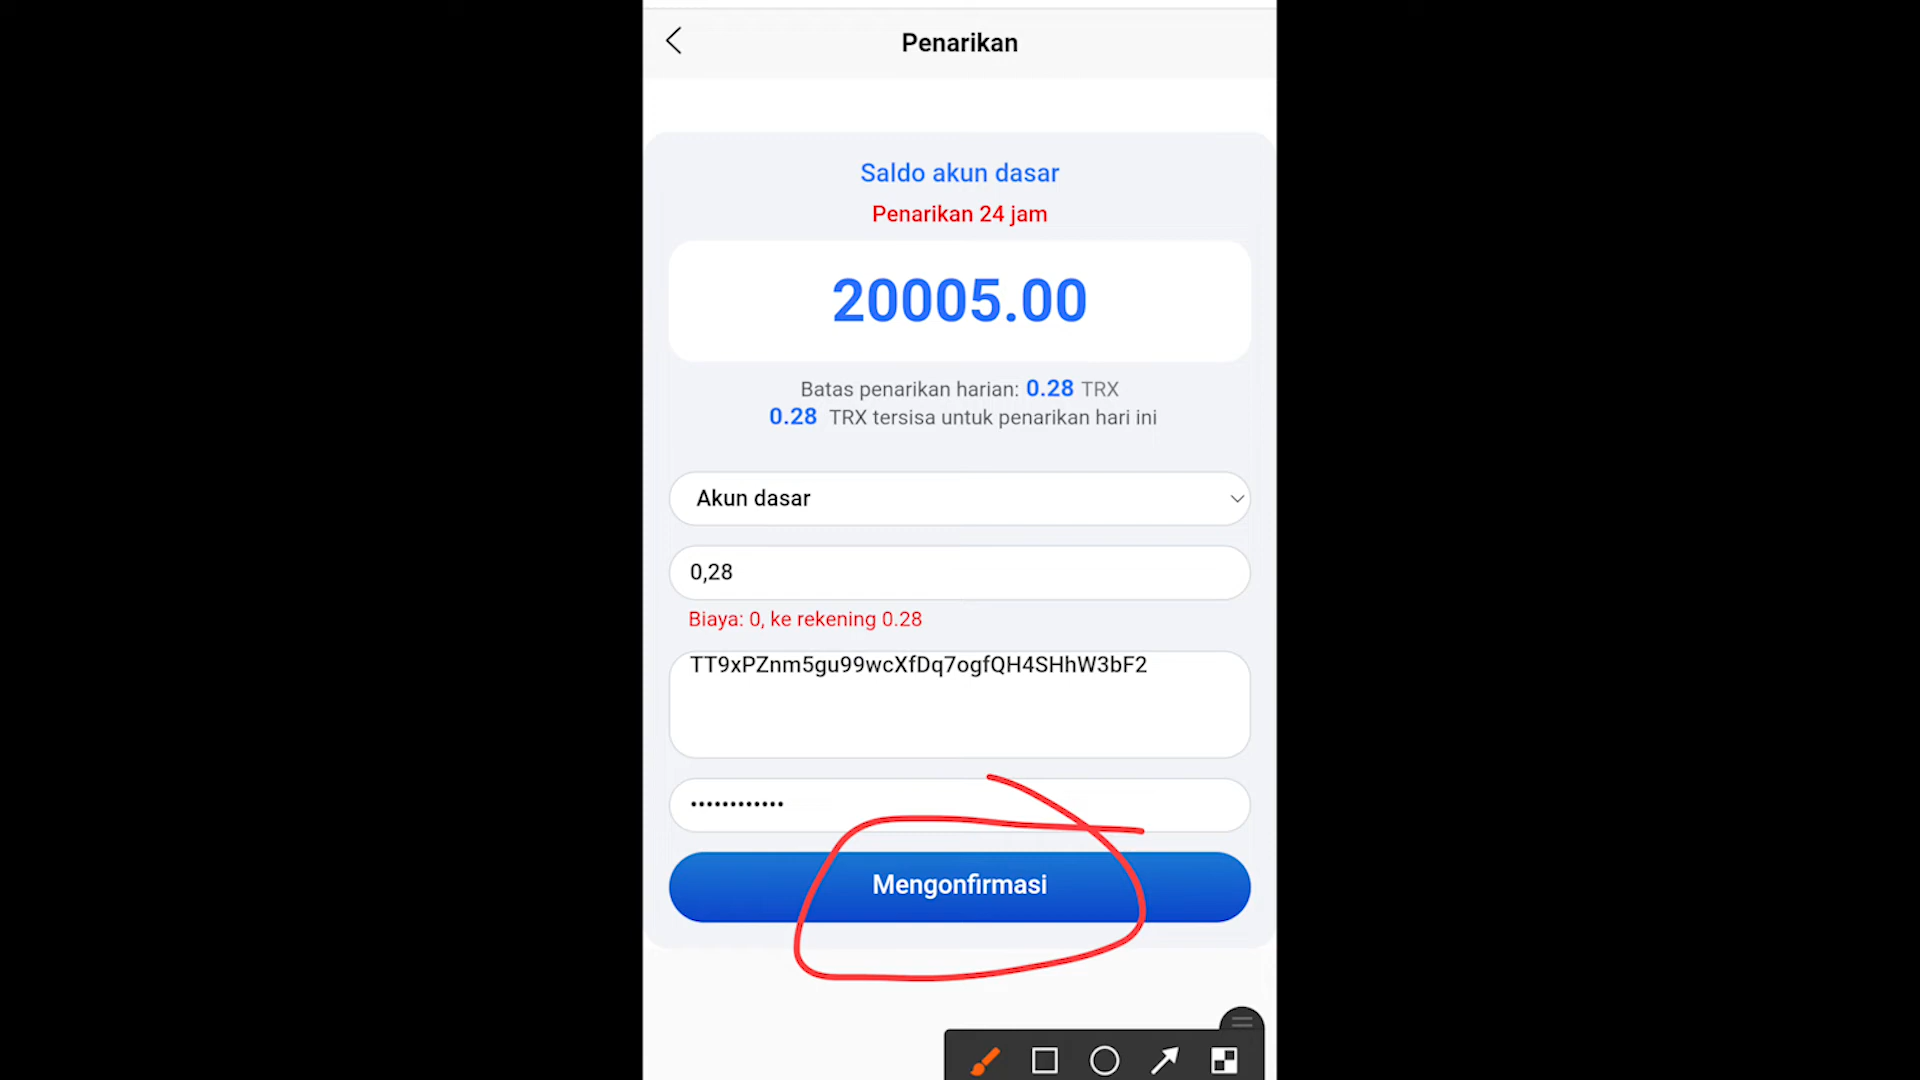 Penarikan
Saldo akun dasar
Penarikan 24 jam
20005.00
Batas penarikan harian: 0.28 TRX
0.28 TRX tersisa untuk penarikan hari ini
Akun dasar
0,28
Biaya: 0, ke rekening 0.28
TT9xPZnm5gu99wcXfDq7ogfQH4SHhW3bF2
••••••••••••
Mengonfirmasi